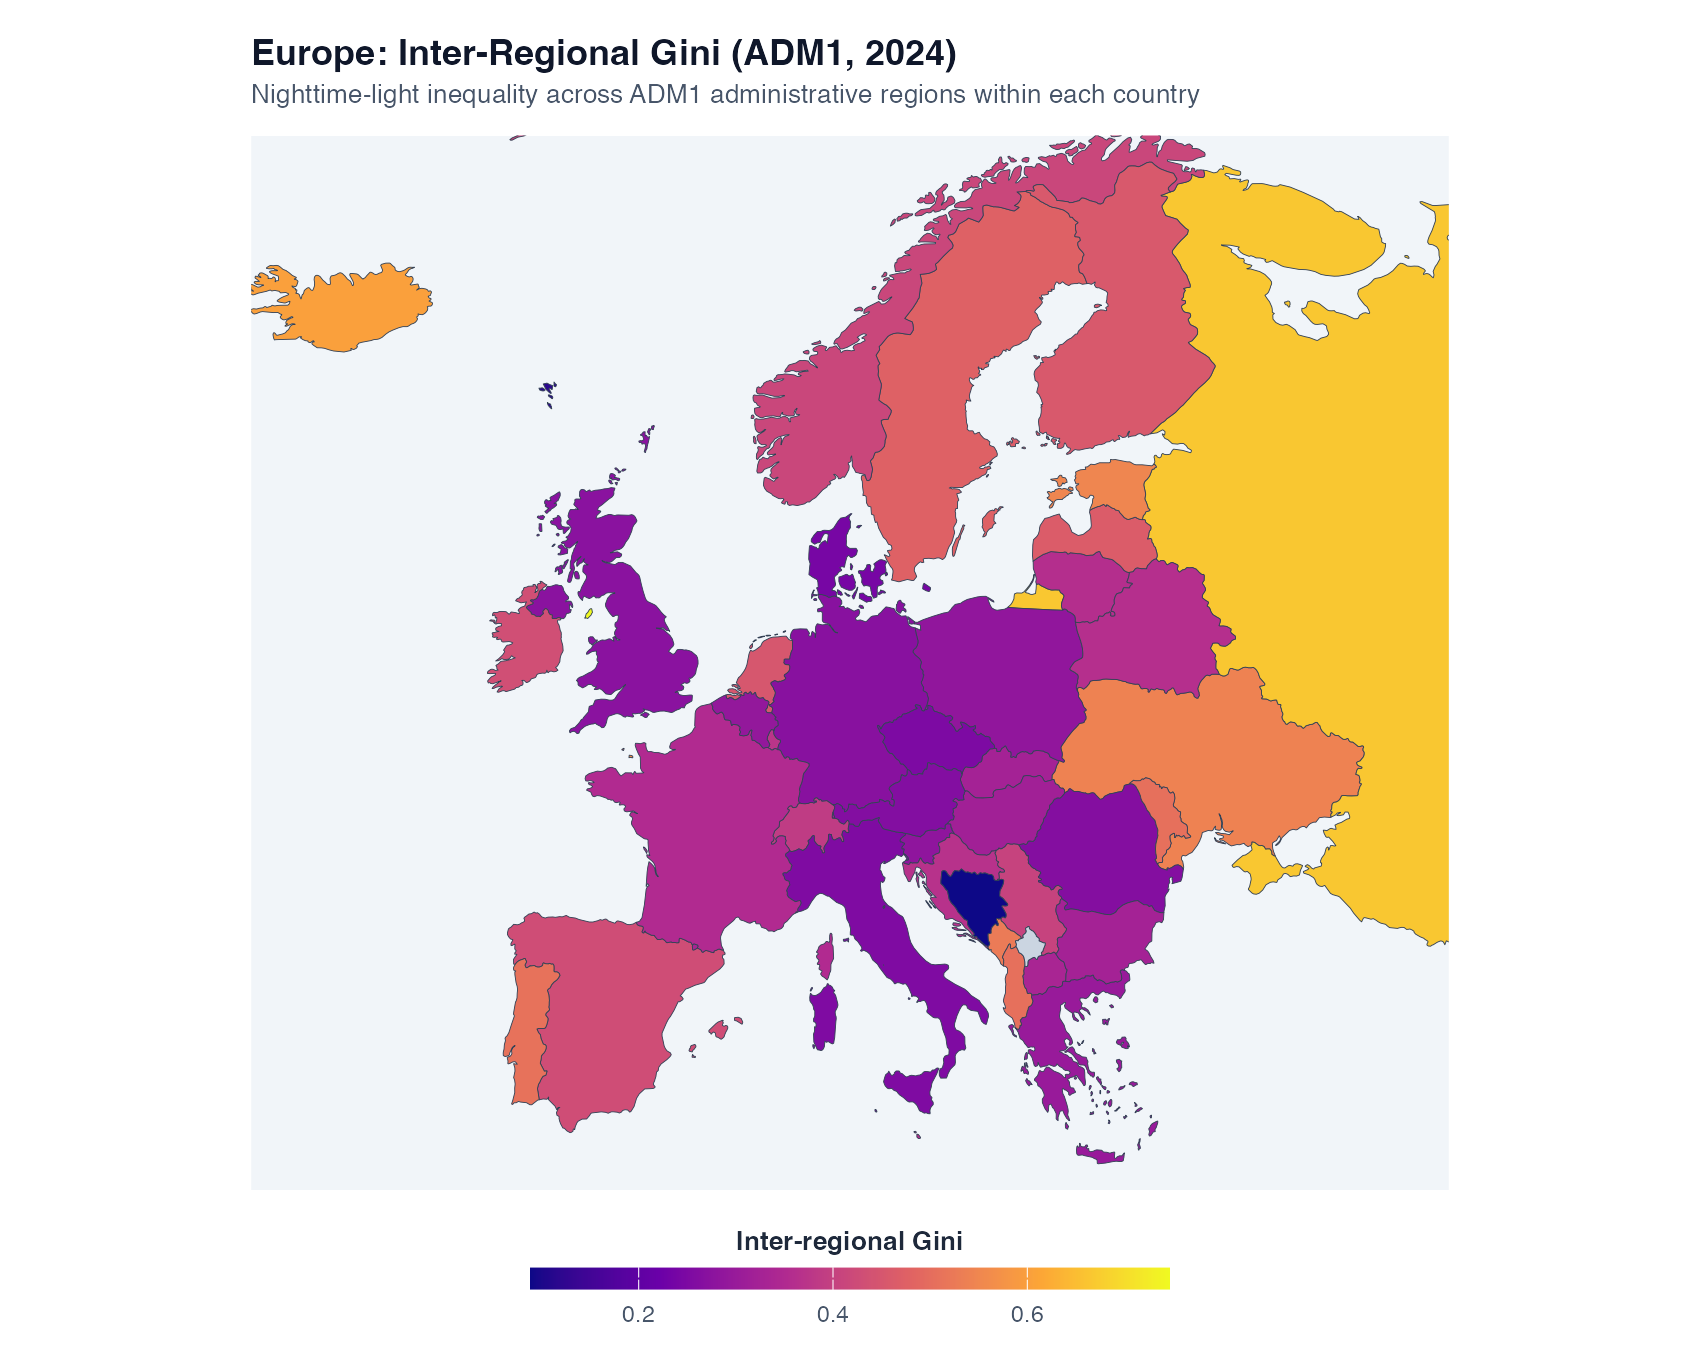 Europe: Inter-Regional Gini (ADM1, 2024)
Nighttime-light inequality across ADM1 administrative regions within each country
Inter-regional Gini
0.2 0.4 0.6